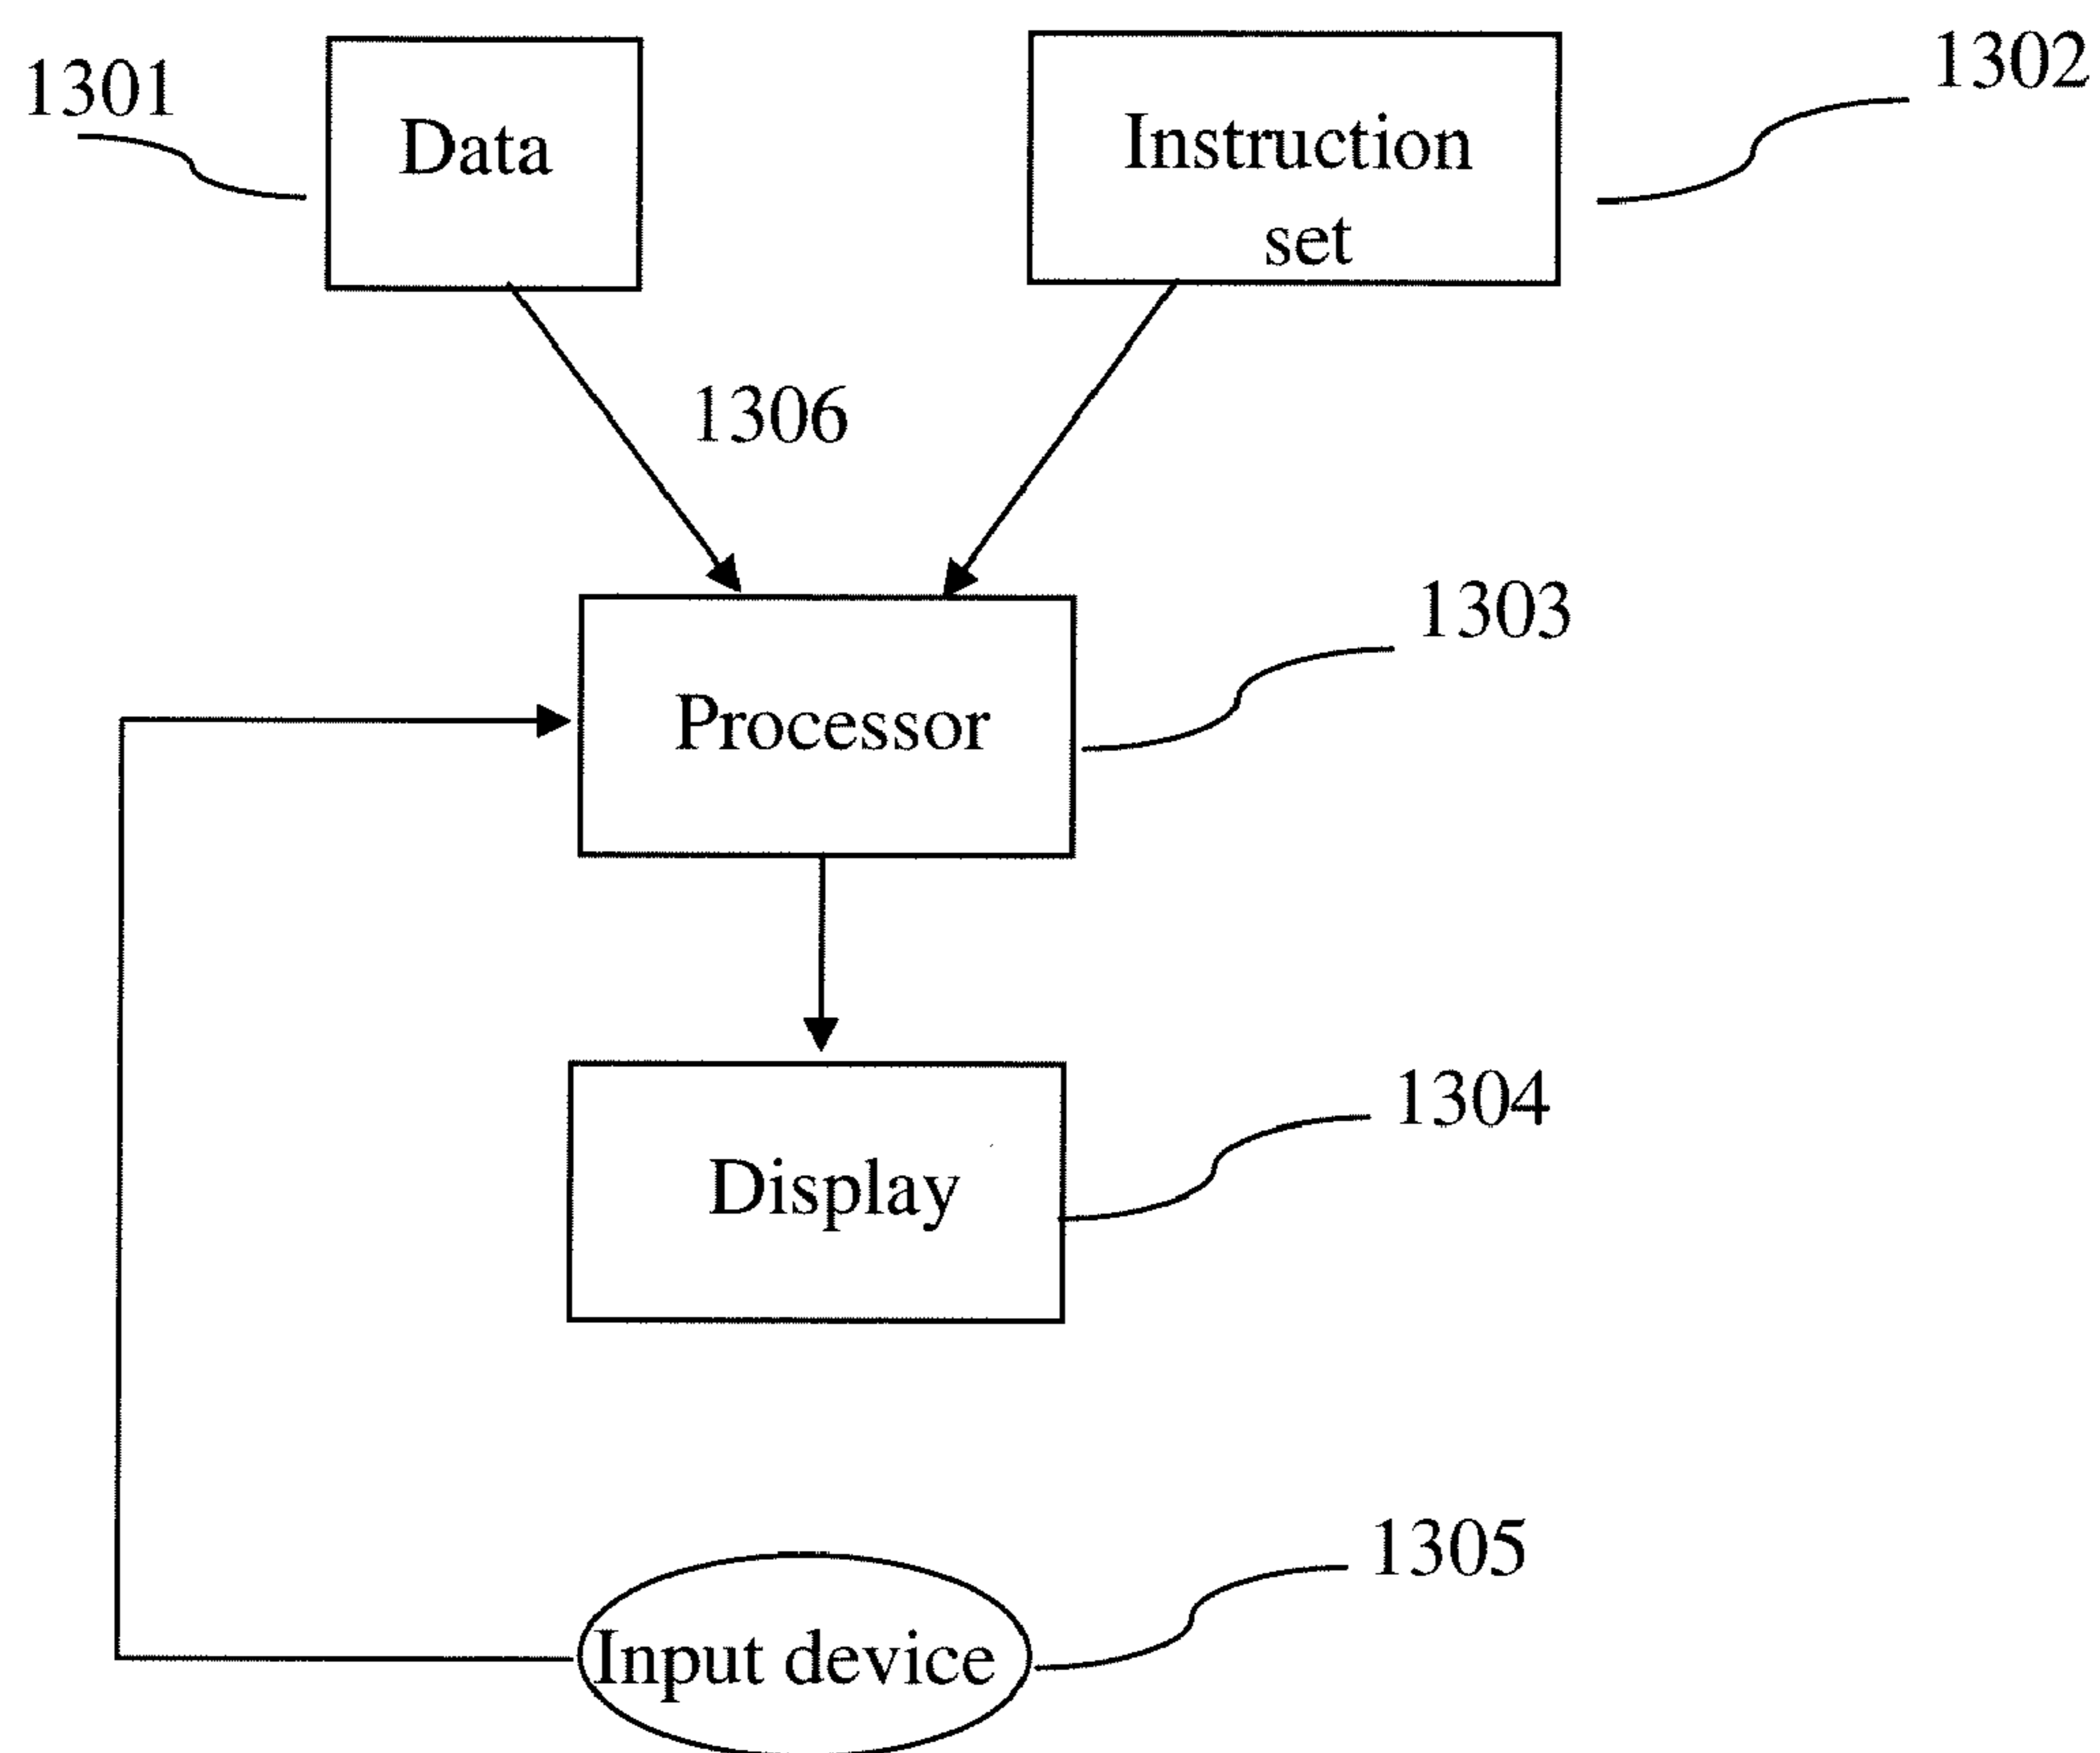 1301
Data
Instruction
set
1302
1306
1303
Processor
1304
Display
1305
Input device